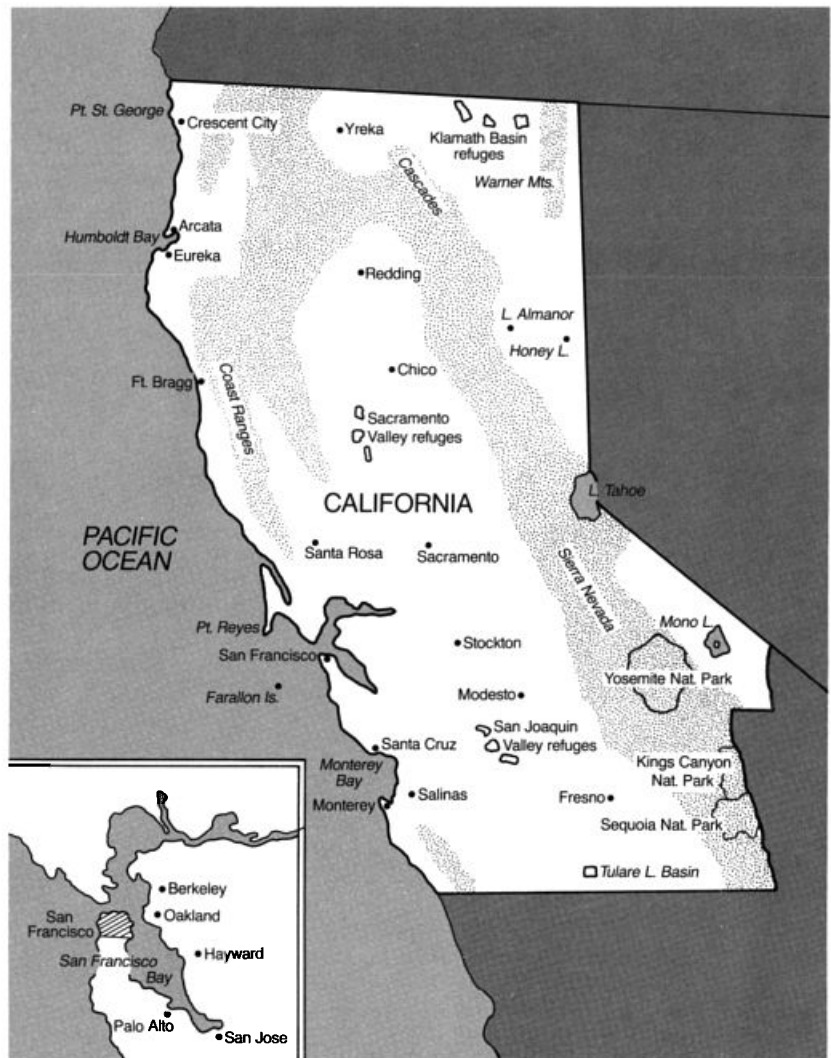 Pt. St. George
Crescent City
Yreka
Klamath Basin
refuges
Cascades
Warner Mts.
Arcata
Humboldt Bay
Eureka
Redding
L. Almanor
Honey L.
Ft. Bragg
Coast Ranges
Chico
Sacramento
Valley refuges
CALIFORNIA
L. Tahoe
PACIFIC
OCEAN
Santa Rosa
Sacramento
Sierra Nevada
Pt. Reyes
San Francisco
Stockton
Mono L.
Yosemite Nat. Park
Farallon Is.
Modesto
San Joaquin
Valley refuges
Santa Cruz
Monterey
Bay
Kings Canyon
Nat. Park
Monterey
Salinas
Fresno
Sequoia Nat. Park
Tulare L. Basin
Berkeley
Oakland
San
Francisco
Hayward
San Francisco
Bay
Palo Alto
San Jose